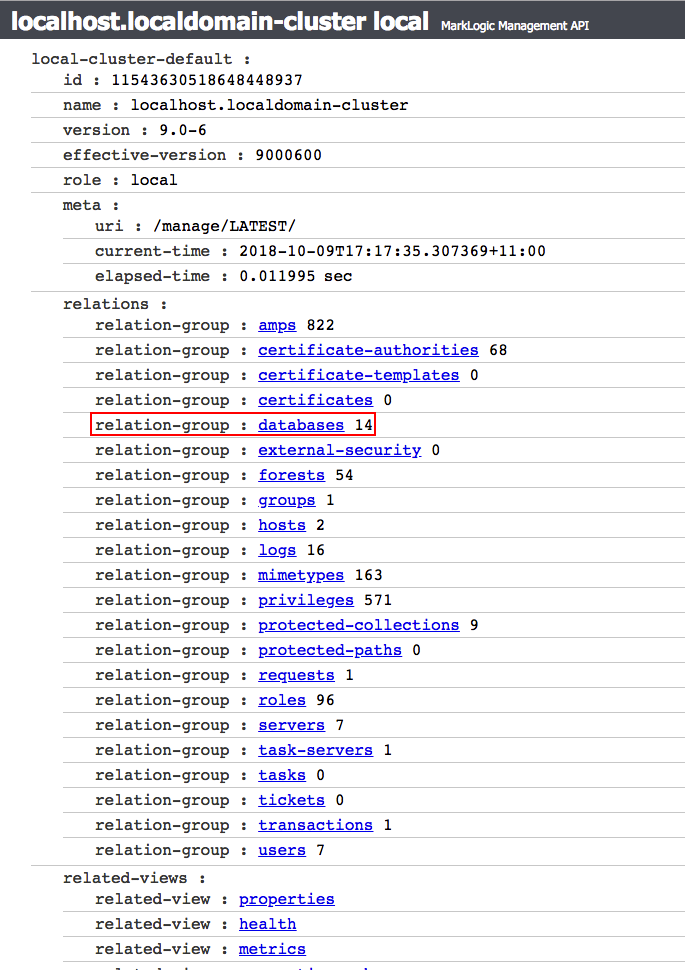 localhost.localdomain-cluster local MarkLogic Management API
local-cluster-default :
id : 11543630518648448937
name : localhost.localdomain-cluster
version : 9.0-6
effective-version : 9000600
role : local
meta :
uri : /manage/LATEST/
current-time : 2018-10-09T17:17:35.307369+11:00
elapsed-time : 0.011995 sec
relations :
relation-group : amps 822
relation-group : certificate-authorities 68
relation-group : certificate-templates 0
relation-group : certificates 0
relation-group : databases 14
relation-group : external-security 0
relation-group : forests 54
relation-group : groups 1
relation-group : hosts 2
relation-group : logs 16
relation-group : mimetypes 163
relation-group : privileges 571
relation-group : protected-collections 9
relation-group : protected-paths 0
relation-group : requests 1
relation-group : roles 96
relation-group : servers 7
relation-group : task-servers 1
relation-group : tasks 0
relation-group : tickets 0
relation-group : transactions 1
relation-group : users 7
related-views :
related-view : properties
related-view : health
related-view : metrics